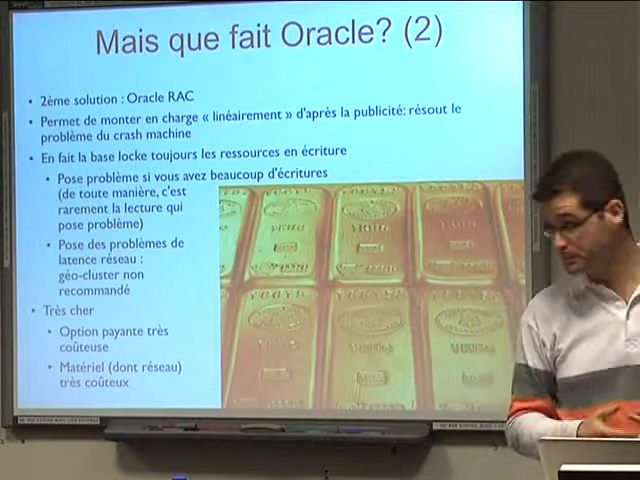 Mais que fait Oracle? (2)
• 2ème solution : Oracle RAC
• Permet de monter en charge « linéairement » d'après la publicité: résout le
problème du crash machine
• En fait la base locke toujours les ressources en écriture
• Pose problème si vous avez beaucoup d'écritures
(de toute manière, c'est
rarement la lecture qui
pose problème)
• Pose des problèmes de
latence réseau :
géo-cluster non
recommandé
• Très cher
• Option payante très
coûteuse
• Matériel (dont réseau)
très coûteux